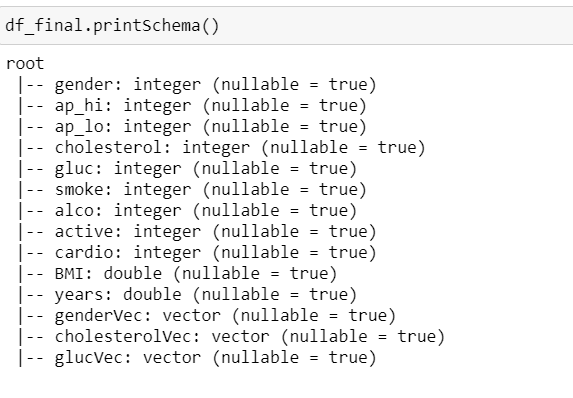 df_final.printSchema()
root
 |-- gender: integer (nullable = true)
 |-- ap_hi: integer (nullable = true)
 |-- ap_lo: integer (nullable = true)
 |-- cholesterol: integer (nullable = true)
 |-- gluc: integer (nullable = true)
 |-- smoke: integer (nullable = true)
 |-- alco: integer (nullable = true)
 |-- active: integer (nullable = true)
 |-- cardio: integer (nullable = true)
 |-- BMI: double (nullable = true)
 |-- years: double (nullable = true)
 |-- genderVec: vector (nullable = true)
 |-- cholesterolVec: vector (nullable = true)
 |-- glucVec: vector (nullable = true)